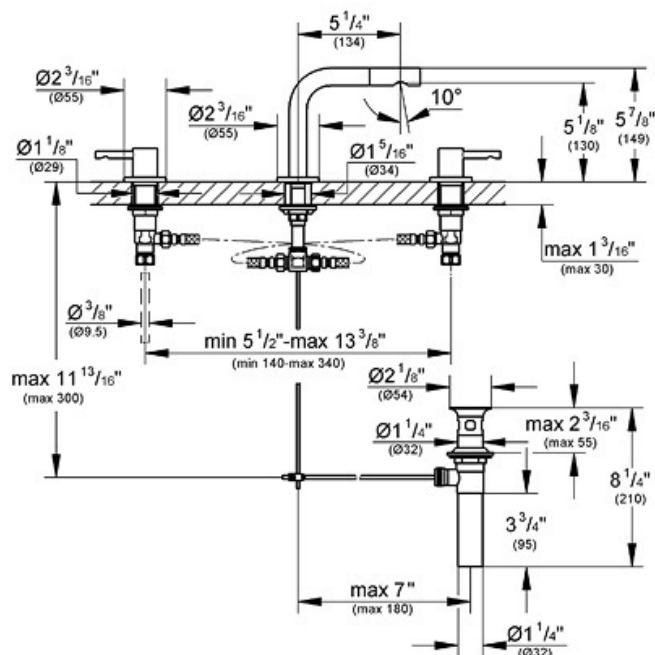 5 1/4"
(134)
Ø2 3/16"
(Ø55)
Ø2 3/16"
(Ø55)
10°
5 1/8"
(130)
5 7/8"
(149)
Ø1 1/8"
(Ø29)
Ø1 5/16"
(Ø34)
max 1 3/16"
(max 30)
Ø3/8"
(Ø9.5)
min 5 1/2"-max 13 3/8"
(min 140-max 340)
max 11 13/16"
(max 300)
Ø2 1/8"
(Ø54)
Ø1 1/4"
(Ø32)
max 2 3/16"
(max 55)
8 1/4"
(210)
3 3/4"
(95)
max 7"
(max 180)
Ø1 1/4"
(Ø32)